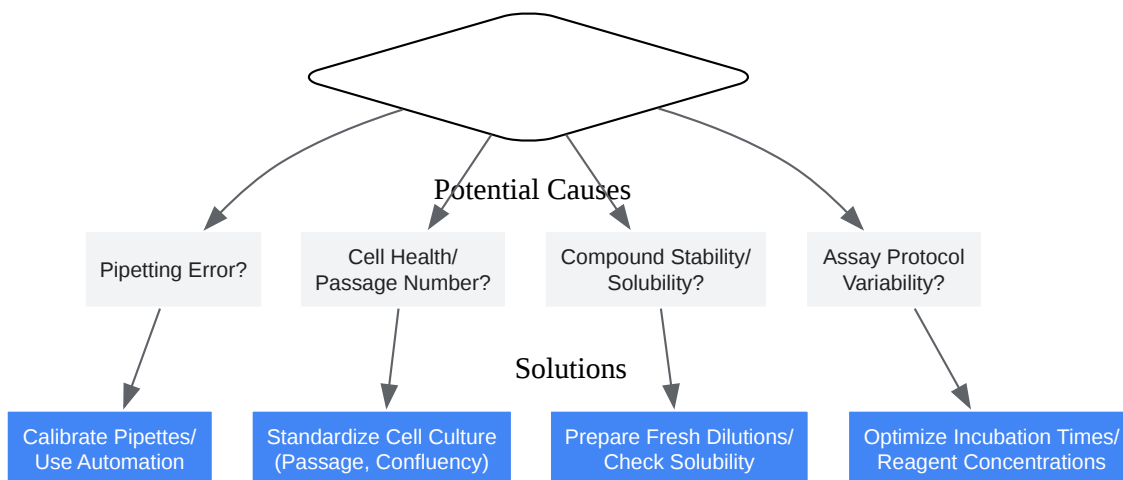 Potential Causes
Pipetting Error?
Cell Health/
Passage Number?
Compound Stability/
Solubility?
Assay Protocol
Variability?
Solutions
Calibrate Pipettes/
Use Automation
Standardize Cell Culture
(Passage, Confluency)
Prepare Fresh Dilutions/
Check Solubility
Optimize Incubation Times/
Reagent Concentrations